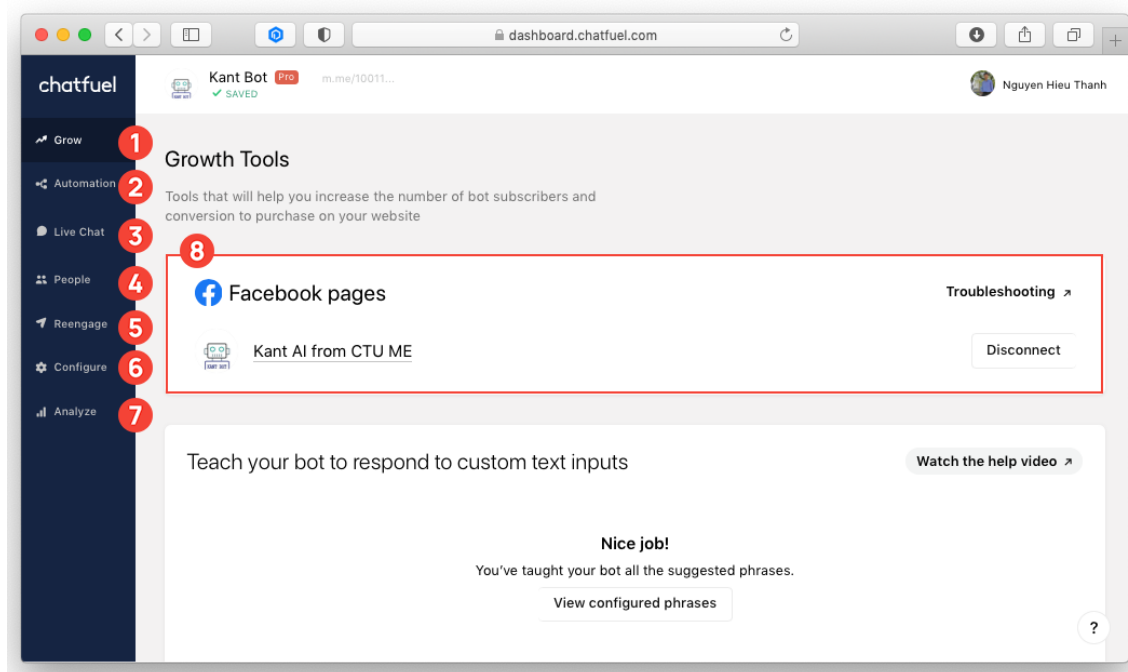 dashboard.chatfuel.com
chatfuel
Kant Bot Pro m.me/10011...
SAVED
Nguyen Hieu Thanh
Grow 1
Automation 2
Live Chat 3
People 4
Reengage 5
Configure 6
Analyze 7
Growth Tools
Tools that will help you increase the number of bot subscribers and
conversion to purchase on your website
8
Facebook pages
Troubleshooting ↗
KANT BOT
Kant AI from CTU ME
Disconnect
Teach your bot to respond to custom text inputs
Watch the help video ↗
Nice job!
You've taught your bot all the suggested phrases.
View configured phrases
?